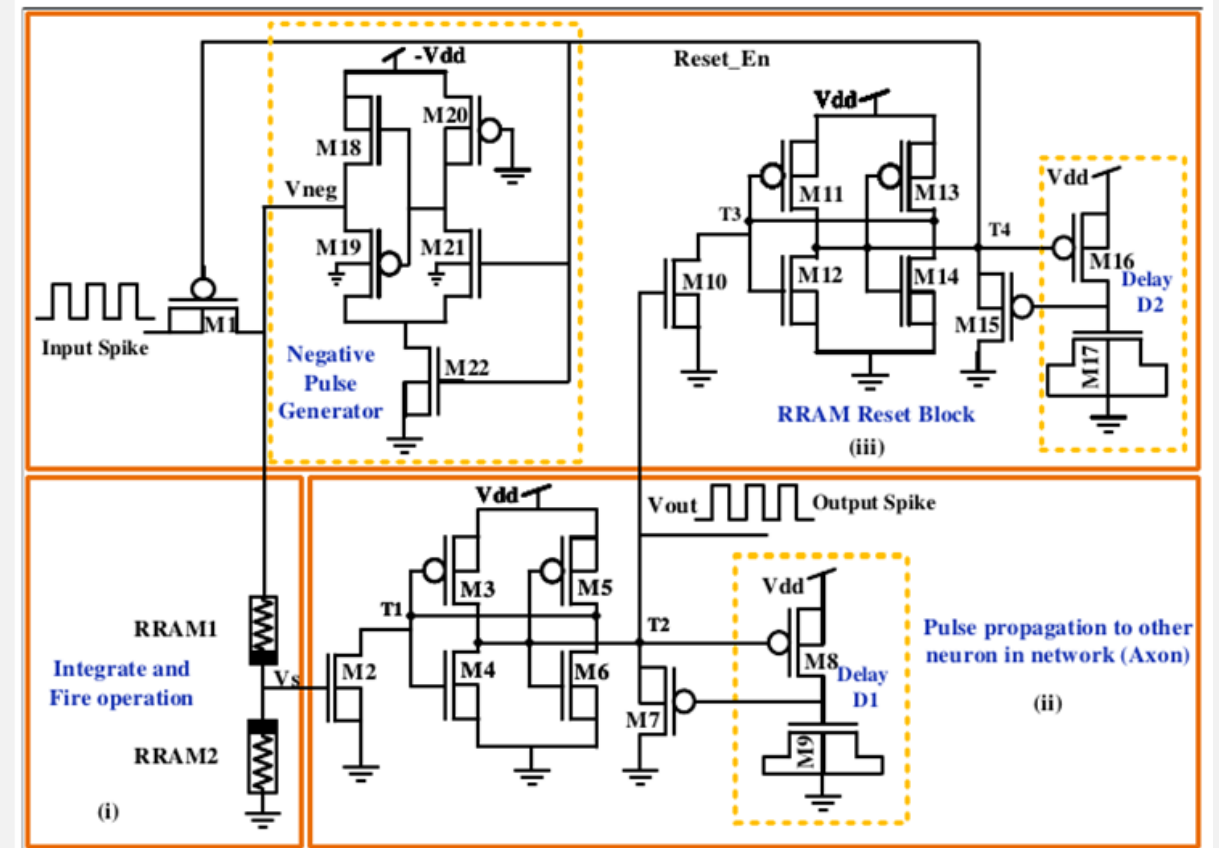 -Vdd
Reset_En
M20
M18
Vneg
M19
M21
M1
Input Spike
Negative
Pulse
Generator
M22
Vdd
M11
M13
T3
T4
M10
M12
M14
M15
Vdd
M16
Delay
D2
M17
RRAM Reset Block
(iii)
RRAM1
Integrate and
Fire operation
Vs
RRAM2
(i)
Vdd
M3
M5
T1
T2
M2
M4
M6
M7
Vout
Output Spike
Vdd
M8
Delay
D1
M9
Pulse propagation to other
neuron in network (Axon)
(ii)